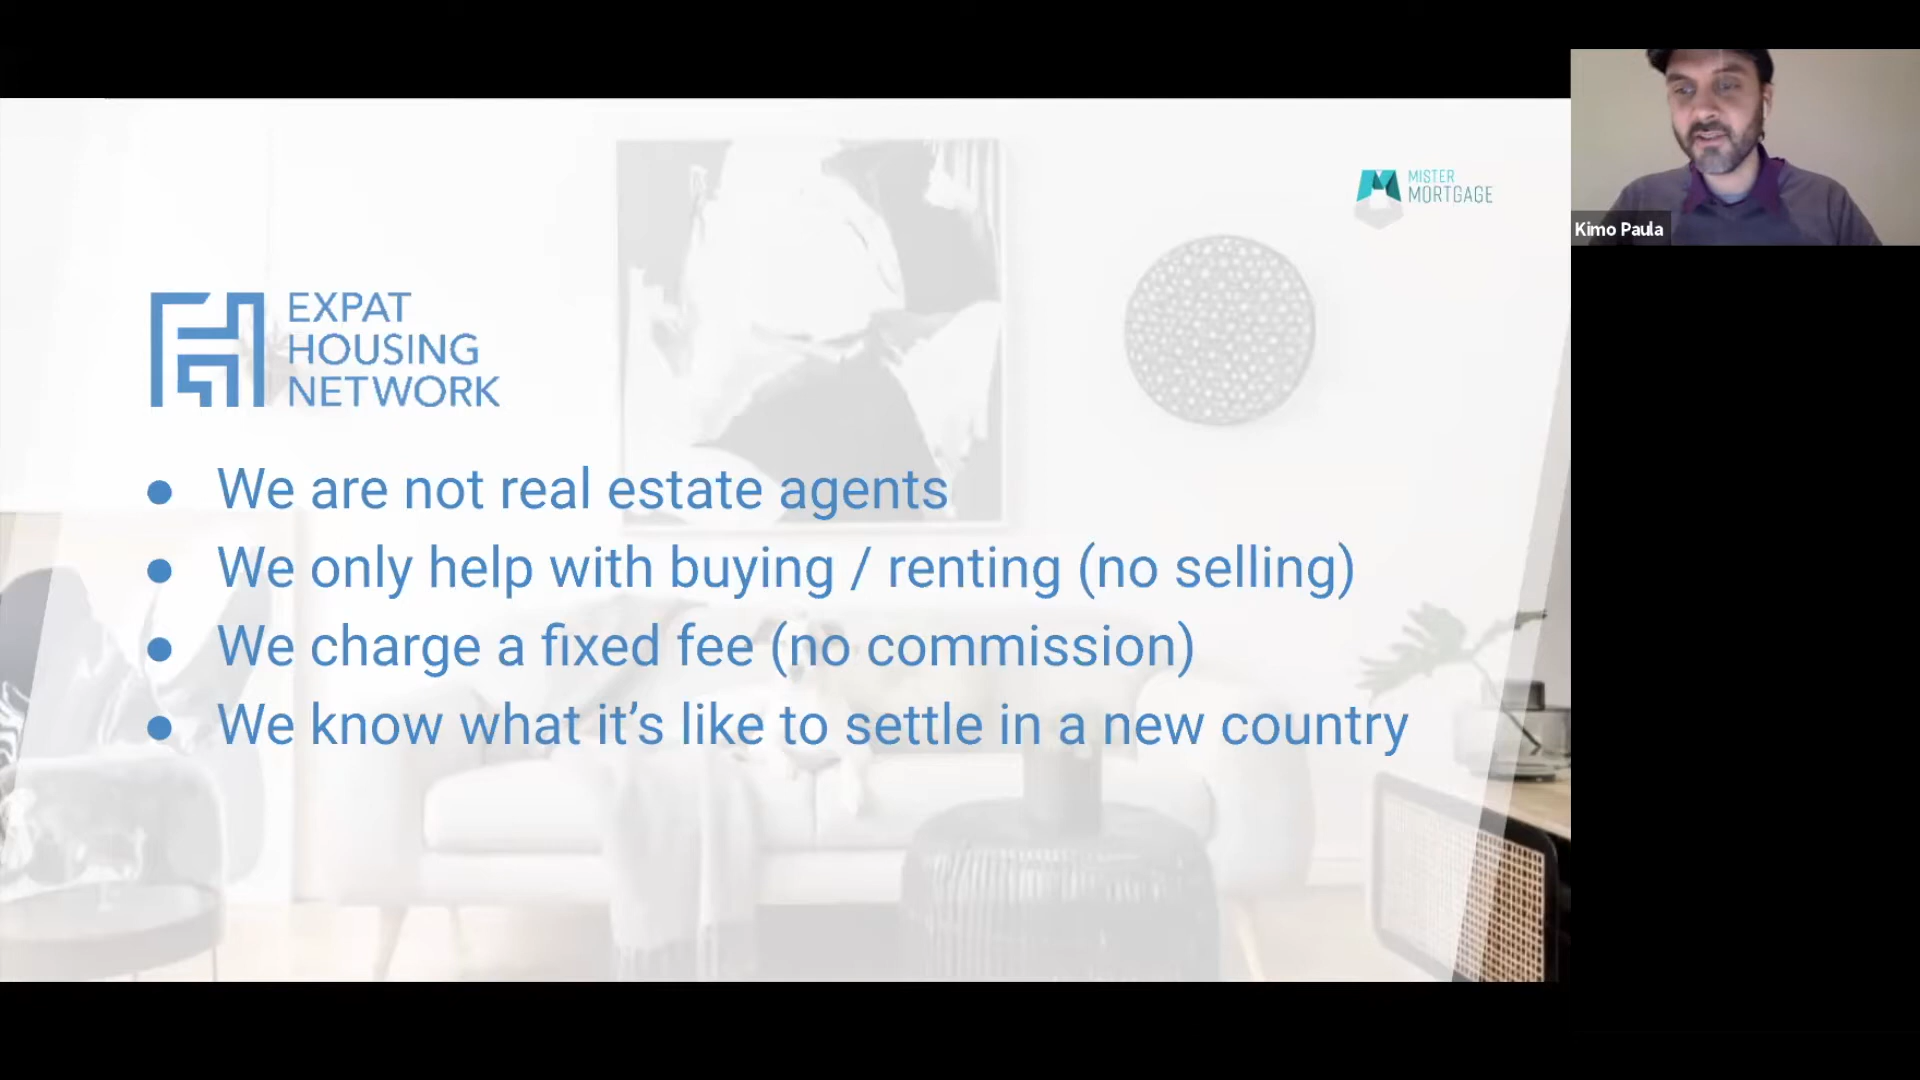 MISTER
MORTGAGE
Kimo Paula
EXPAT
HOUSING
NETWORK
● We are not real estate agents
● We only help with buying / renting (no selling)
● We charge a fixed fee (no commission)
● We know what it’s like to settle in a new country